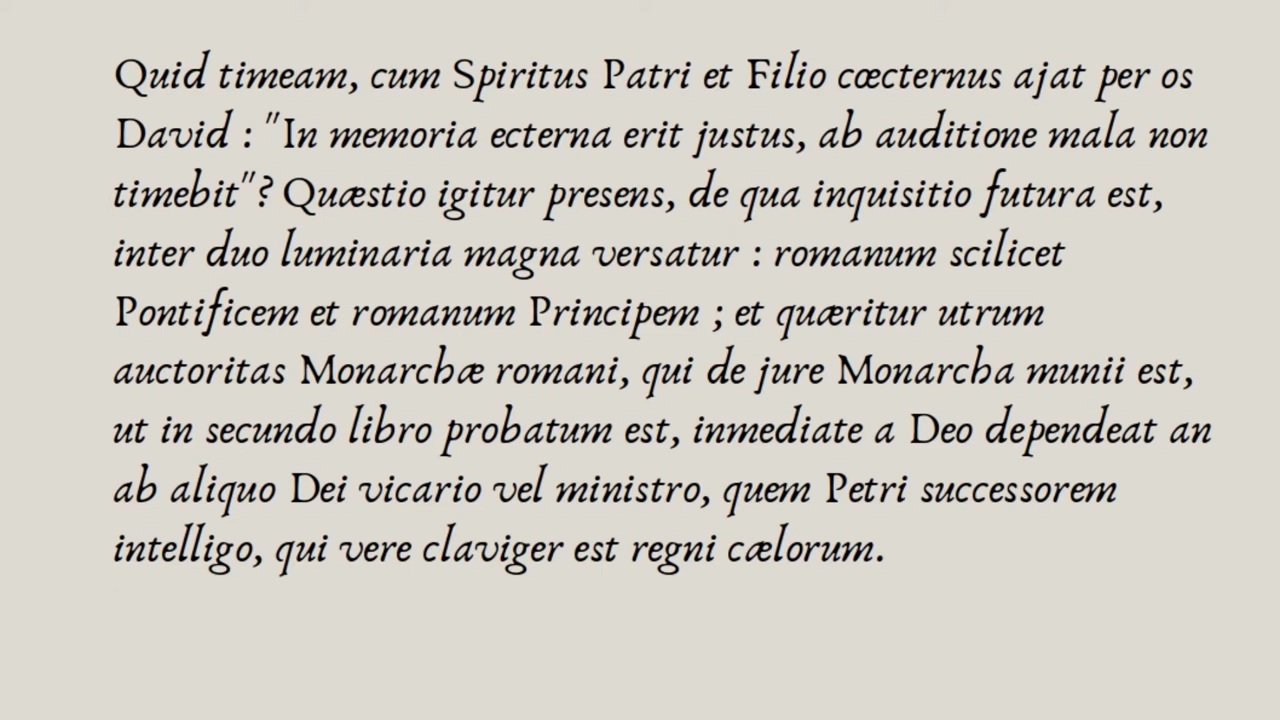 Quid timeam, cum Spiritus Patri et Filio cœcternus ajat per os
David : "In memoria ecterna erit justus, ab auditione mala non
timebit"? Quæstio igitur presens, de qua inquisitio futura est,
inter duo luminaria magna versatur : romanum scilicet
Pontificem et romanum Principem ; et quæritur utrum
auctoritas Monarchæ romani, qui de jure Monarcha munii est,
ut in secundo libro probatum est, inmediate a Deo dependeat an
ab aliquo Dei vicario vel ministro, quem Petri successorem
intelligo, qui vere claviger est regni cælorum.